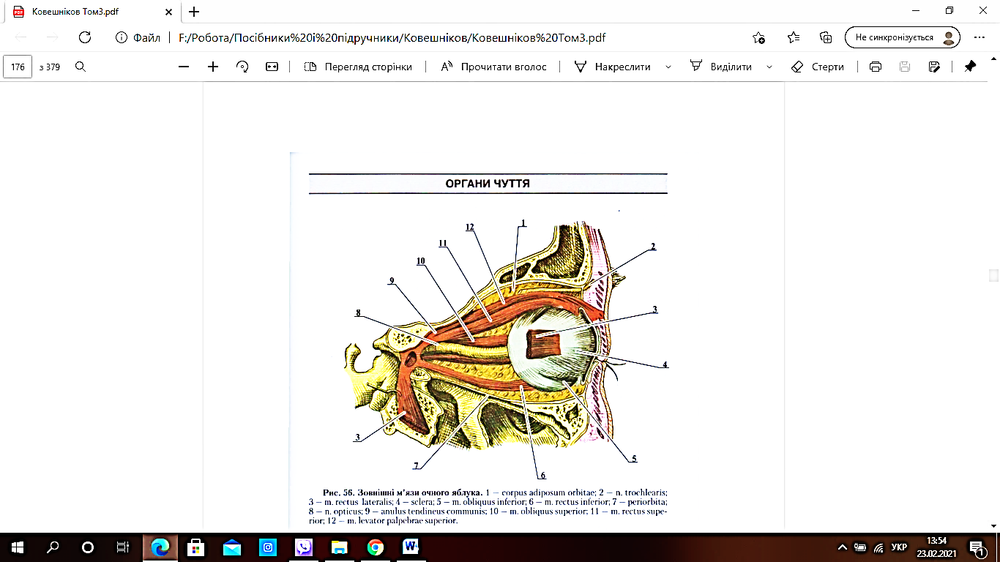 Ковешніков Том3.pdf
Файл
F:/Робота/Посібники%20і%20підручники/Ковешніков/Ковешніков%20Том3.pdf
Не синхронізується
176
з 379
Перегляд сторінки
Прочитати вголос
Накреслити
Виділити
Стерти
ОРГАНИ ЧУТТЯ
12
1
11
2
10
9
3
8
4
3
5
7
6
Рис. 56. Зовнішні м’язи очного яблука. 1 — corpus adiposum orbitae; 2 — n. trochlearis;
3 — m. rectus lateralis; 4 — sclera; 5 — m. obliquus inferior; 6 — m. rectus inferior; 7 — periorbita;
8 — n. opticus; 9 — anulus tendineus communis; 10 — m. obliquus superior; 11 — m. rectus supe-
rior; 12 — m. levator palpebrae superior.
УКР
13:54
23.02.2021
1